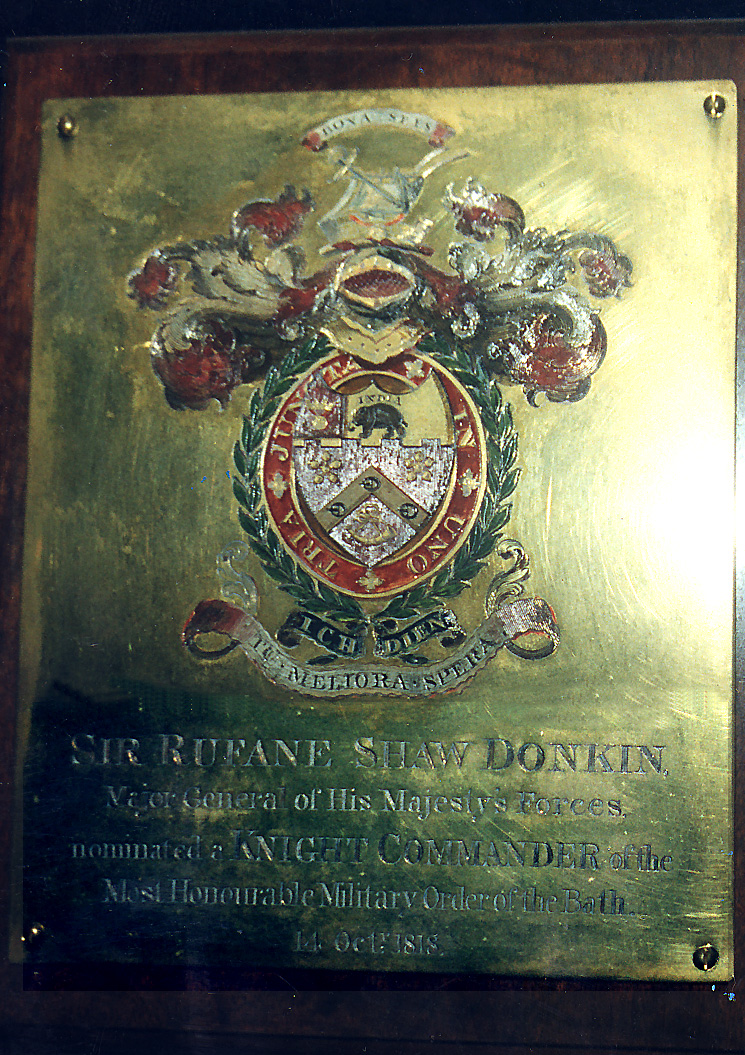 BONA SPES
INDIA
TRIA JUNCTA IN UNO
ICH DIEN
TU MELIORA SPERA
SIR RUFANE SHAW DONKIN,
Major General of His Majesty's Forces,
nominated a KNIGHT COMMANDER of the
Most Honourable Military Order of the Bath.
14 Octr. 1818.